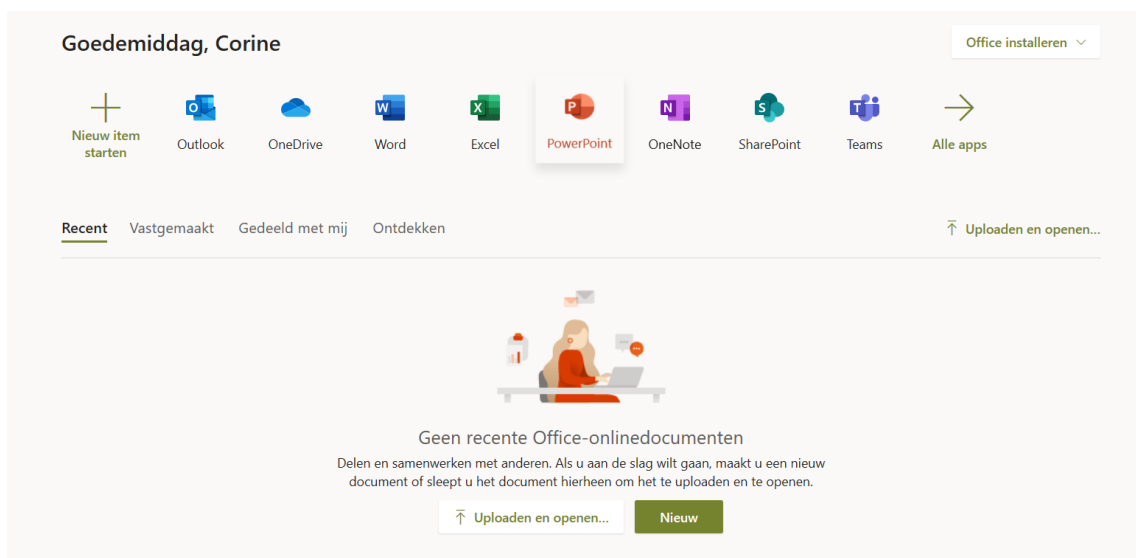 Goedemiddag, Corine
Office installeren
Nieuw item
starten
Outlook
OneDrive
Word
Excel
PowerPoint
OneNote
SharePoint
Teams
Alle apps
Recent
Vastgemaakt
Gedeeld met mij
Ontdekken
Uploaden en openen...
Geen recente Office-onlinedocumenten
Delen en samenwerken met anderen. Als u aan de slag wilt gaan, maakt u een nieuw
document of sleept u het document hierheen om het te uploaden en te openen.
Uploaden en openen...
Nieuw